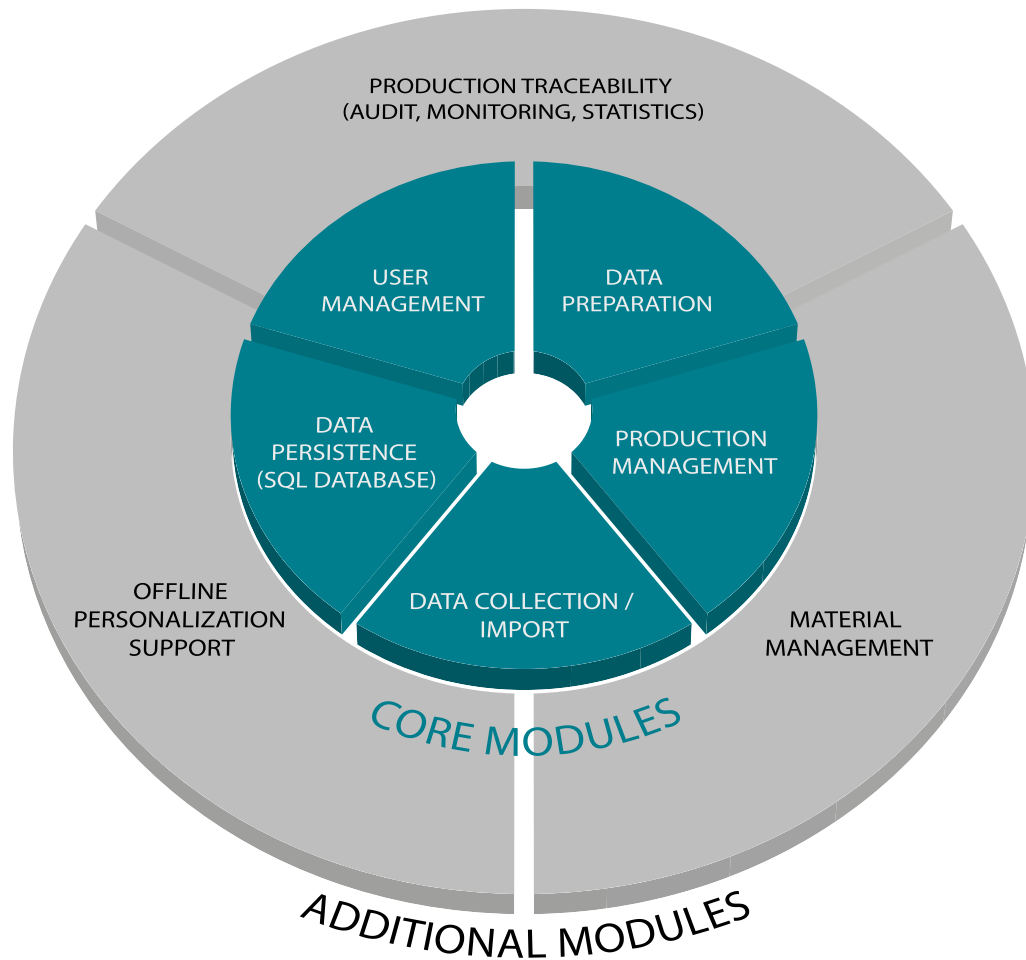 PRODUCTION TRACEABILITY
(AUDIT, MONITORING, STATISTICS)
USER
MANAGEMENT
DATA
PREPARATION
DATA
PERSISTENCE
(SQL DATABASE)
PRODUCTION
MANAGEMENT
DATA COLLECTION /
IMPORT
OFFLINE
PERSONALIZATION
SUPPORT
MATERIAL
MANAGEMENT
CORE MODULES
ADDITIONAL MODULES